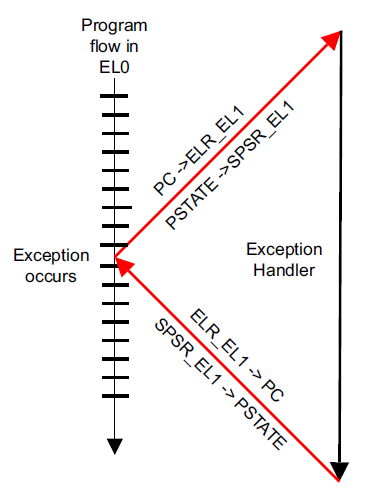 Program
flow in
EL0
PC ->ELR_EL1
PSTATE ->SPSR_EL1
Exception
occurs
Exception
Handler
ELR_EL1 -> PC
SPSR_EL1 -> PSTATE